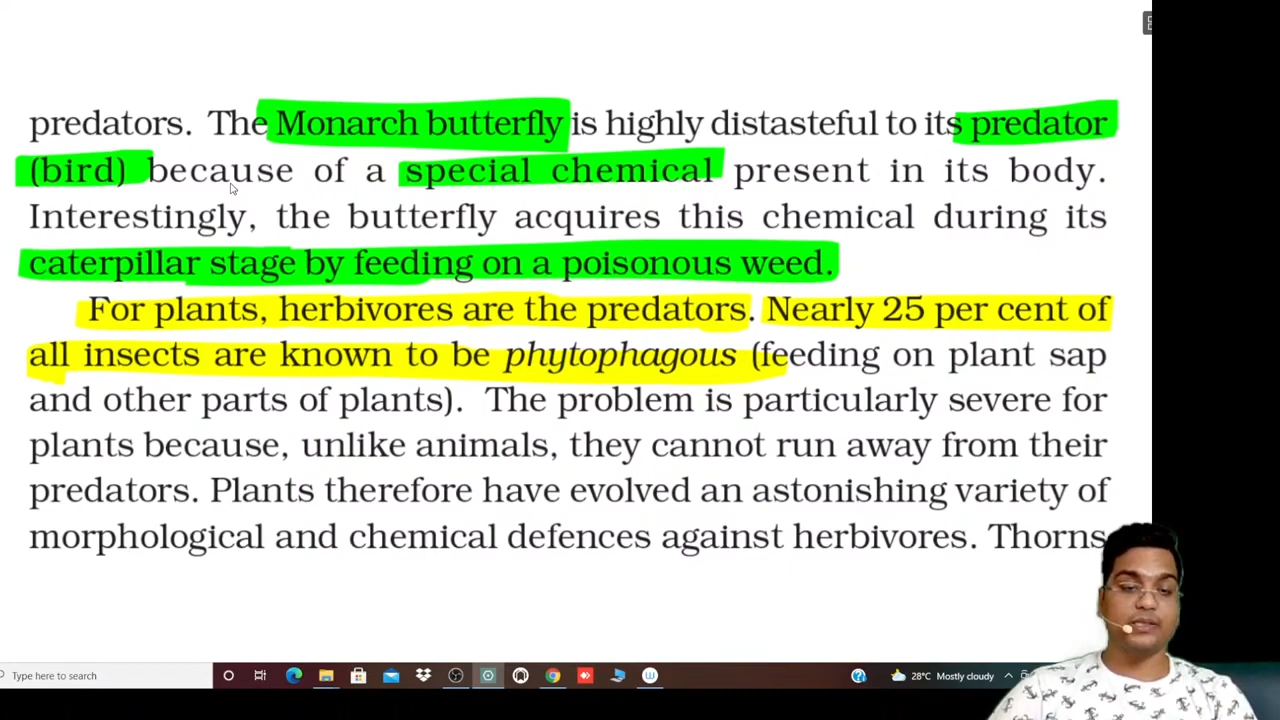 predators. The Monarch butterfly is highly distasteful to its predator
(bird) because of a special chemical present in its body.
Interestingly, the butterfly acquires this chemical during its
caterpillar stage by feeding on a poisonous weed.
For plants, herbivores are the predators. Nearly 25 per cent of
all insects are known to be phytophagous (feeding on plant sap
and other parts of plants). The problem is particularly severe for
plants because, unlike animals, they cannot run away from their
predators. Plants therefore have evolved an astonishing variety of
morphological and chemical defences against herbivores. Thorns
Type here to search
28°C Mostly cloudy